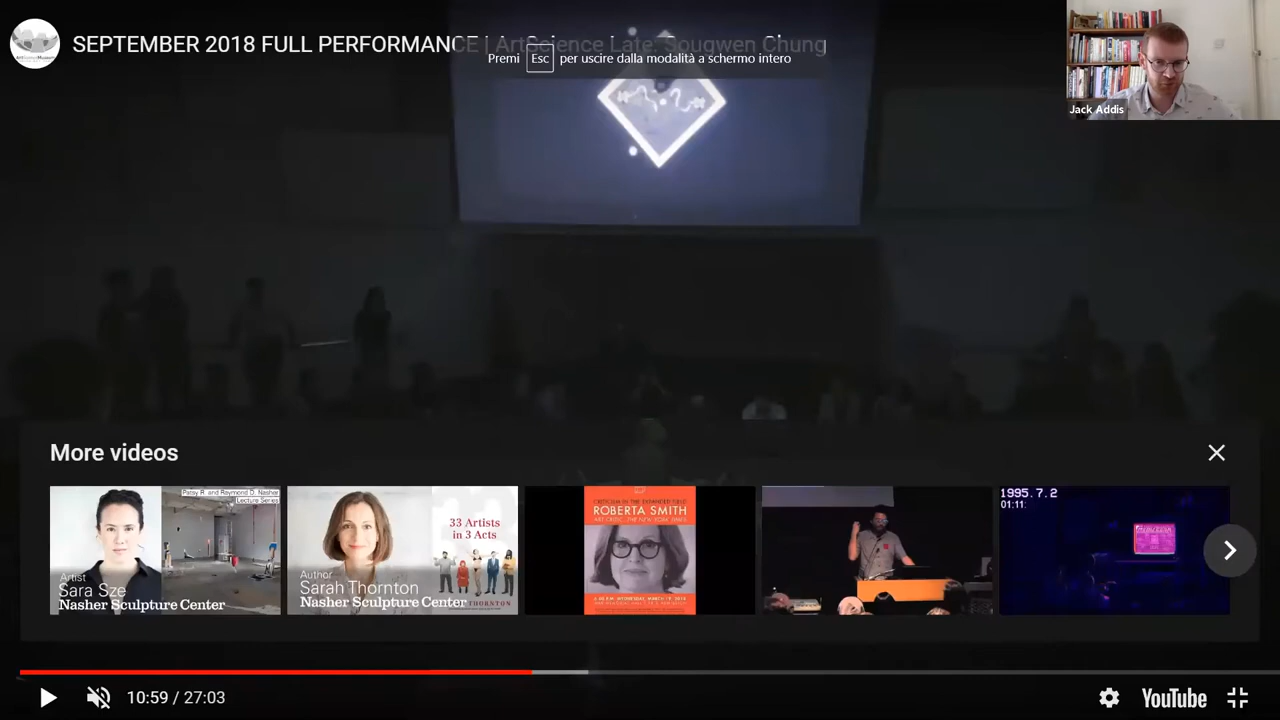 SEPTEMBER 2018 FULL PERFORMANCE | ArtScience Late: Sougwen Chung
Premi Esc per uscire dalla modalità a schermo intero
Jack Addis
More videos
Patsy R. and Raymond D. Nasher
Lecture Series
Artist
Sara Sze
Nasher Sculpture Center
33 Artists
in 3 Acts
Author
Sarah Thornton
Nasher Sculpture Center
THORNTON
CRITICISM IN THE EXPANDED FIELD
ROBERTA SMITH
ART CRITIC, THE NEW YORK TIMES
1995.7.2
01:11:
10:59 / 27:03
YouTube